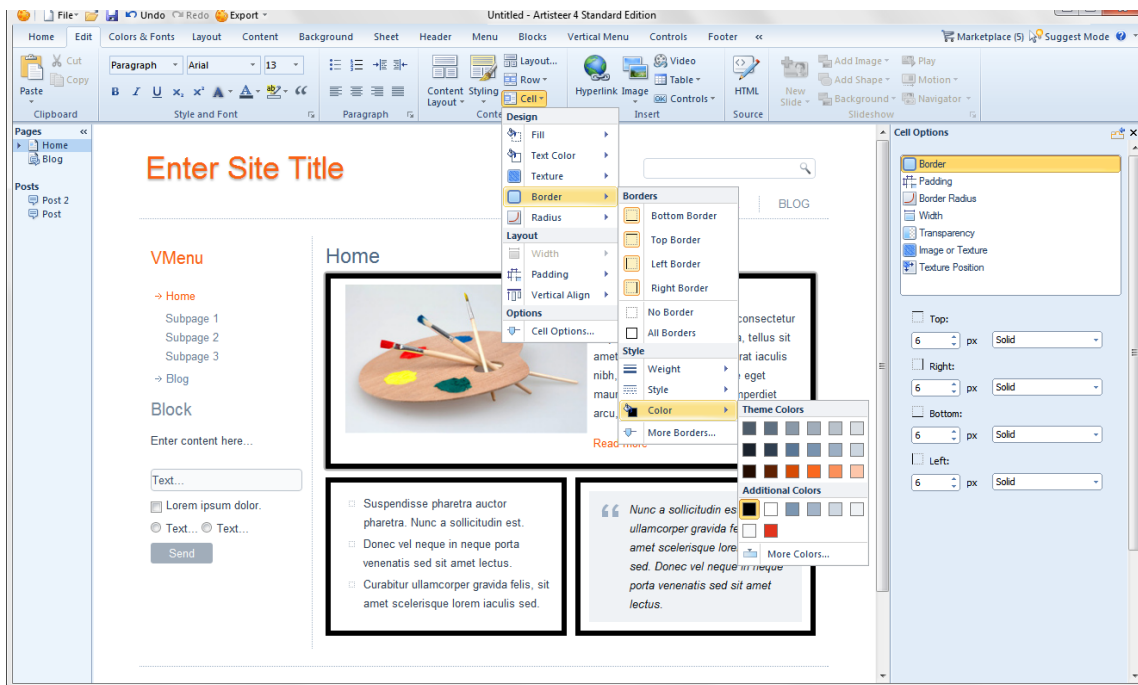 File Undo Redo Export Untitled - Artisteer 4 Standard Edition
Home Edit Colors & Fonts Layout Content Background Sheet Header Menu Blocks Vertical Menu Controls Footer « Marketplace (5) Suggest Mode
Paste
Cut
Copy
Clipboard
Paragraph Arial 13
B I U x₂ x² A A ab
Style and Font
Paragraph
Content Layout
Styling
Layout...
Row
Cell
Hyperlink
Image
Video
Table
Controls
Insert
HTML
Source
New Slide
Add Image
Add Shape
Background
Play
Motion
Navigator
Slideshow
Pages «
Home
Blog
Posts
Post 2
Post
Enter Site Title
BLOG
VMenu
Home
Subpage 1
Subpage 2
Subpage 3
Blog
Block
Enter content here...
Text...
Lorem ipsum dolor.
Text... Text...
Send
Home
consectetur
, tellus sit
amet
rat iaculis
nibh,
eget
maur
mperdiet
arcu,
Read more
Suspendisse pharetra auctor
pharetra. Nunc a sollicitudin est.
Donec vel neque in neque porta
venenatis sed sit amet lectus.
Curabitur ullamcorper gravida felis, sit
amet scelerisque lorem iaculis sed.
Nunc a sollicitudin es
ullamcorper gravida fe
amet scelerisque lore
sed. Donec vel neque in neque
porta venenatis sed sit amet
lectus.
Design
Fill
Text Color
Texture
Border
Radius
Layout
Width
Padding
Vertical Align
Options
Cell Options...
Borders
Bottom Border
Top Border
Left Border
Right Border
No Border
All Borders
Style
Weight
Style
Color
More Borders...
Theme Colors
Additional Colors
More Colors...
Cell Options
Border
Padding
Border Radius
Width
Transparency
Image or Texture
Texture Position
Top:
6 px Solid
Right:
6 px Solid
Bottom:
6 px Solid
Left:
6 px Solid